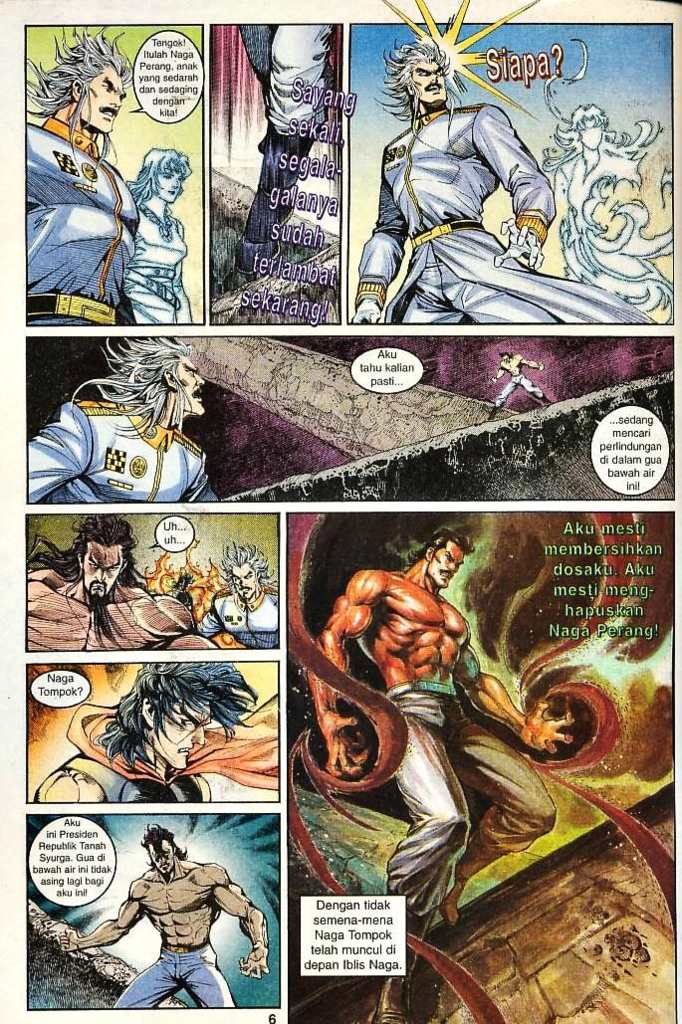 Tengok!
Itulah Naga
Perang, anak
yang sedarah
dan sedaging
dengan
kita!
Sayang
sekali,
segala-
galanya
sudah
terlambat
sekarang!
Siapa?
Aku
tahu kalian
pasti...
...sedang
mencari
perlindungan
di dalam gua
bawah air
ini!
Uh...
uh...
Naga
Tompok?
Aku
ini Presiden
Republik Tanah
Syurga. Gua di
bawah air ini tidak
asing lagi bagi
aku ini!
Aku mesti
membersihkan
dosaku. Aku
mesti meng-
hapuskan
Naga Perang!
Dengan tidak
semena-mena
Naga Tompok
telah muncul di
depan Iblis Naga.
6